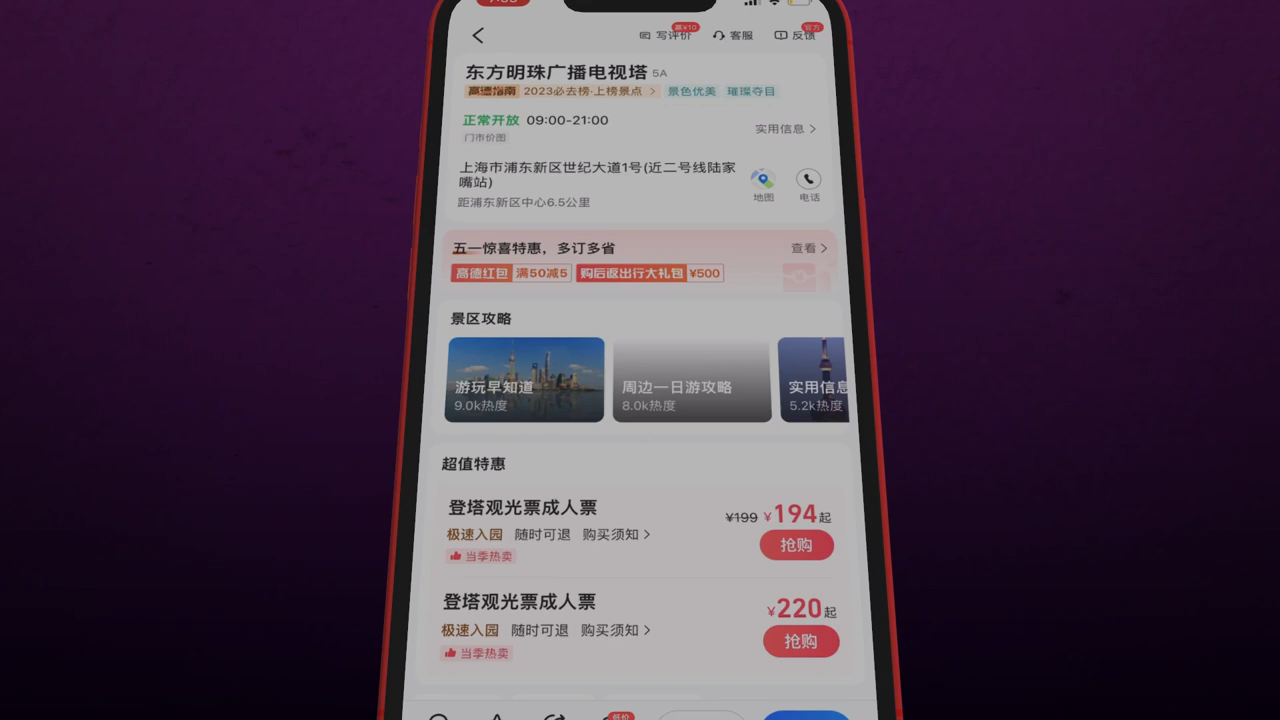 写评价
赢¥10
客服
反馈
官方
东方明珠广播电视塔 5A
高德指南 2023必去榜·上榜景点 景色优美 璀璨夺目
正常开放 09:00-21:00
实用信息
门市价图
上海市浦东新区世纪大道1号(近二号线陆家
嘴站)
地图
电话
距浦东新区中心6.5公里
五一惊喜特惠，多订多省
查看
高德红包 满50减5 购后返出行大礼包 ¥500
景区攻略
游玩早知道
9.0k热度
周边一日游攻略
8.0k热度
实用信息
5.2k热度
超值特惠
登塔观光票成人票
¥199 ¥194起
极速入园 随时可退 购买须知
抢购
当季热卖
登塔观光票成人票
¥220起
极速入园 随时可退 购买须知
抢购
当季热卖
低价